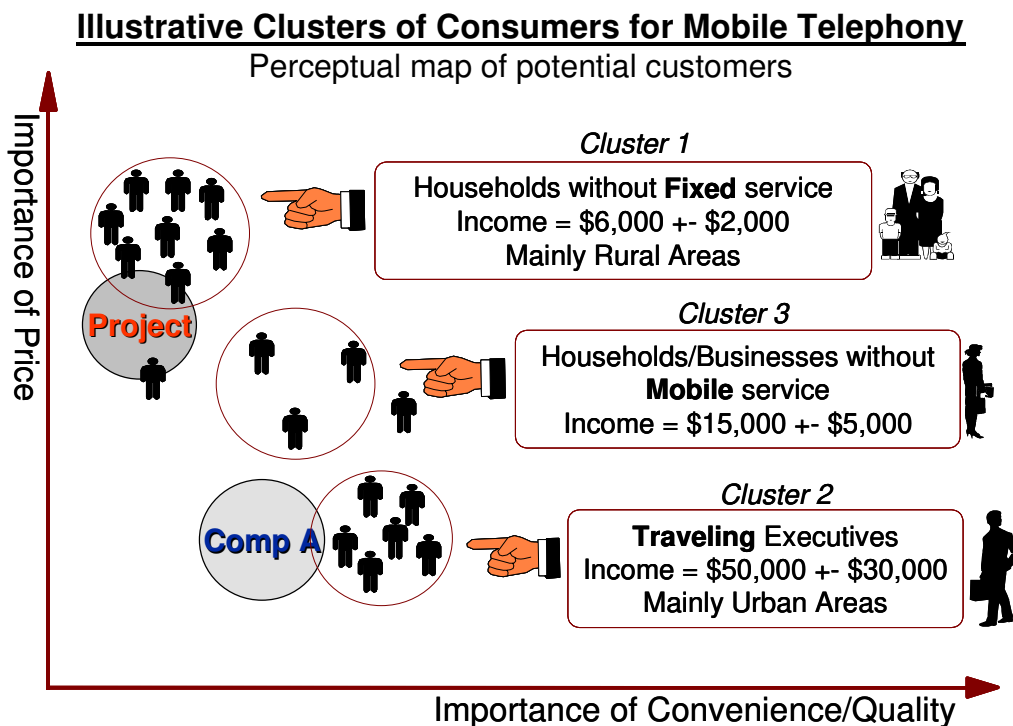 Illustrative Clusters of Consumers for Mobile Telephony
Perceptual map of potential customers
Importance of Price
Cluster 1
Households without Fixed service
Income = $6,000 +- $2,000
Mainly Rural Areas
Project
Cluster 3
Households/Businesses without
Mobile service
Income = $15,000 +- $5,000
Comp A
Cluster 2
Traveling Executives
Income = $50,000 +- $30,000
Mainly Urban Areas
Importance of Convenience/Quality